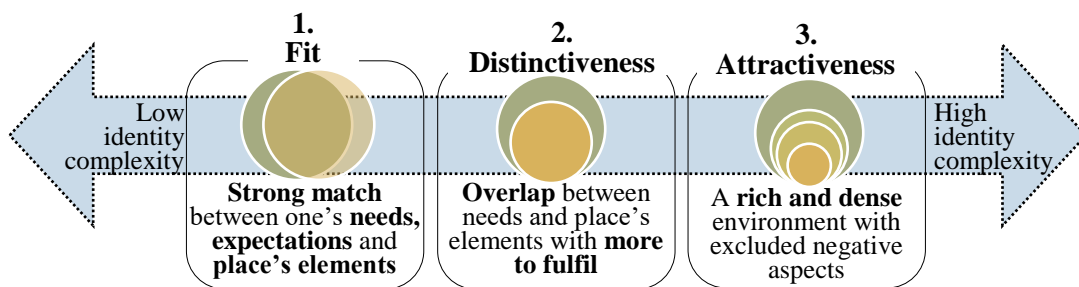 1.
Fit
2.
Distinctiveness
3.
Attractiveness
Low
identity
complexity
High
identity
complexity
Strong match
between one's needs,
expectations and
place's elements
Overlap between
needs and place's
elements with more
to fulfil
A rich and dense
environment with
excluded negative
aspects